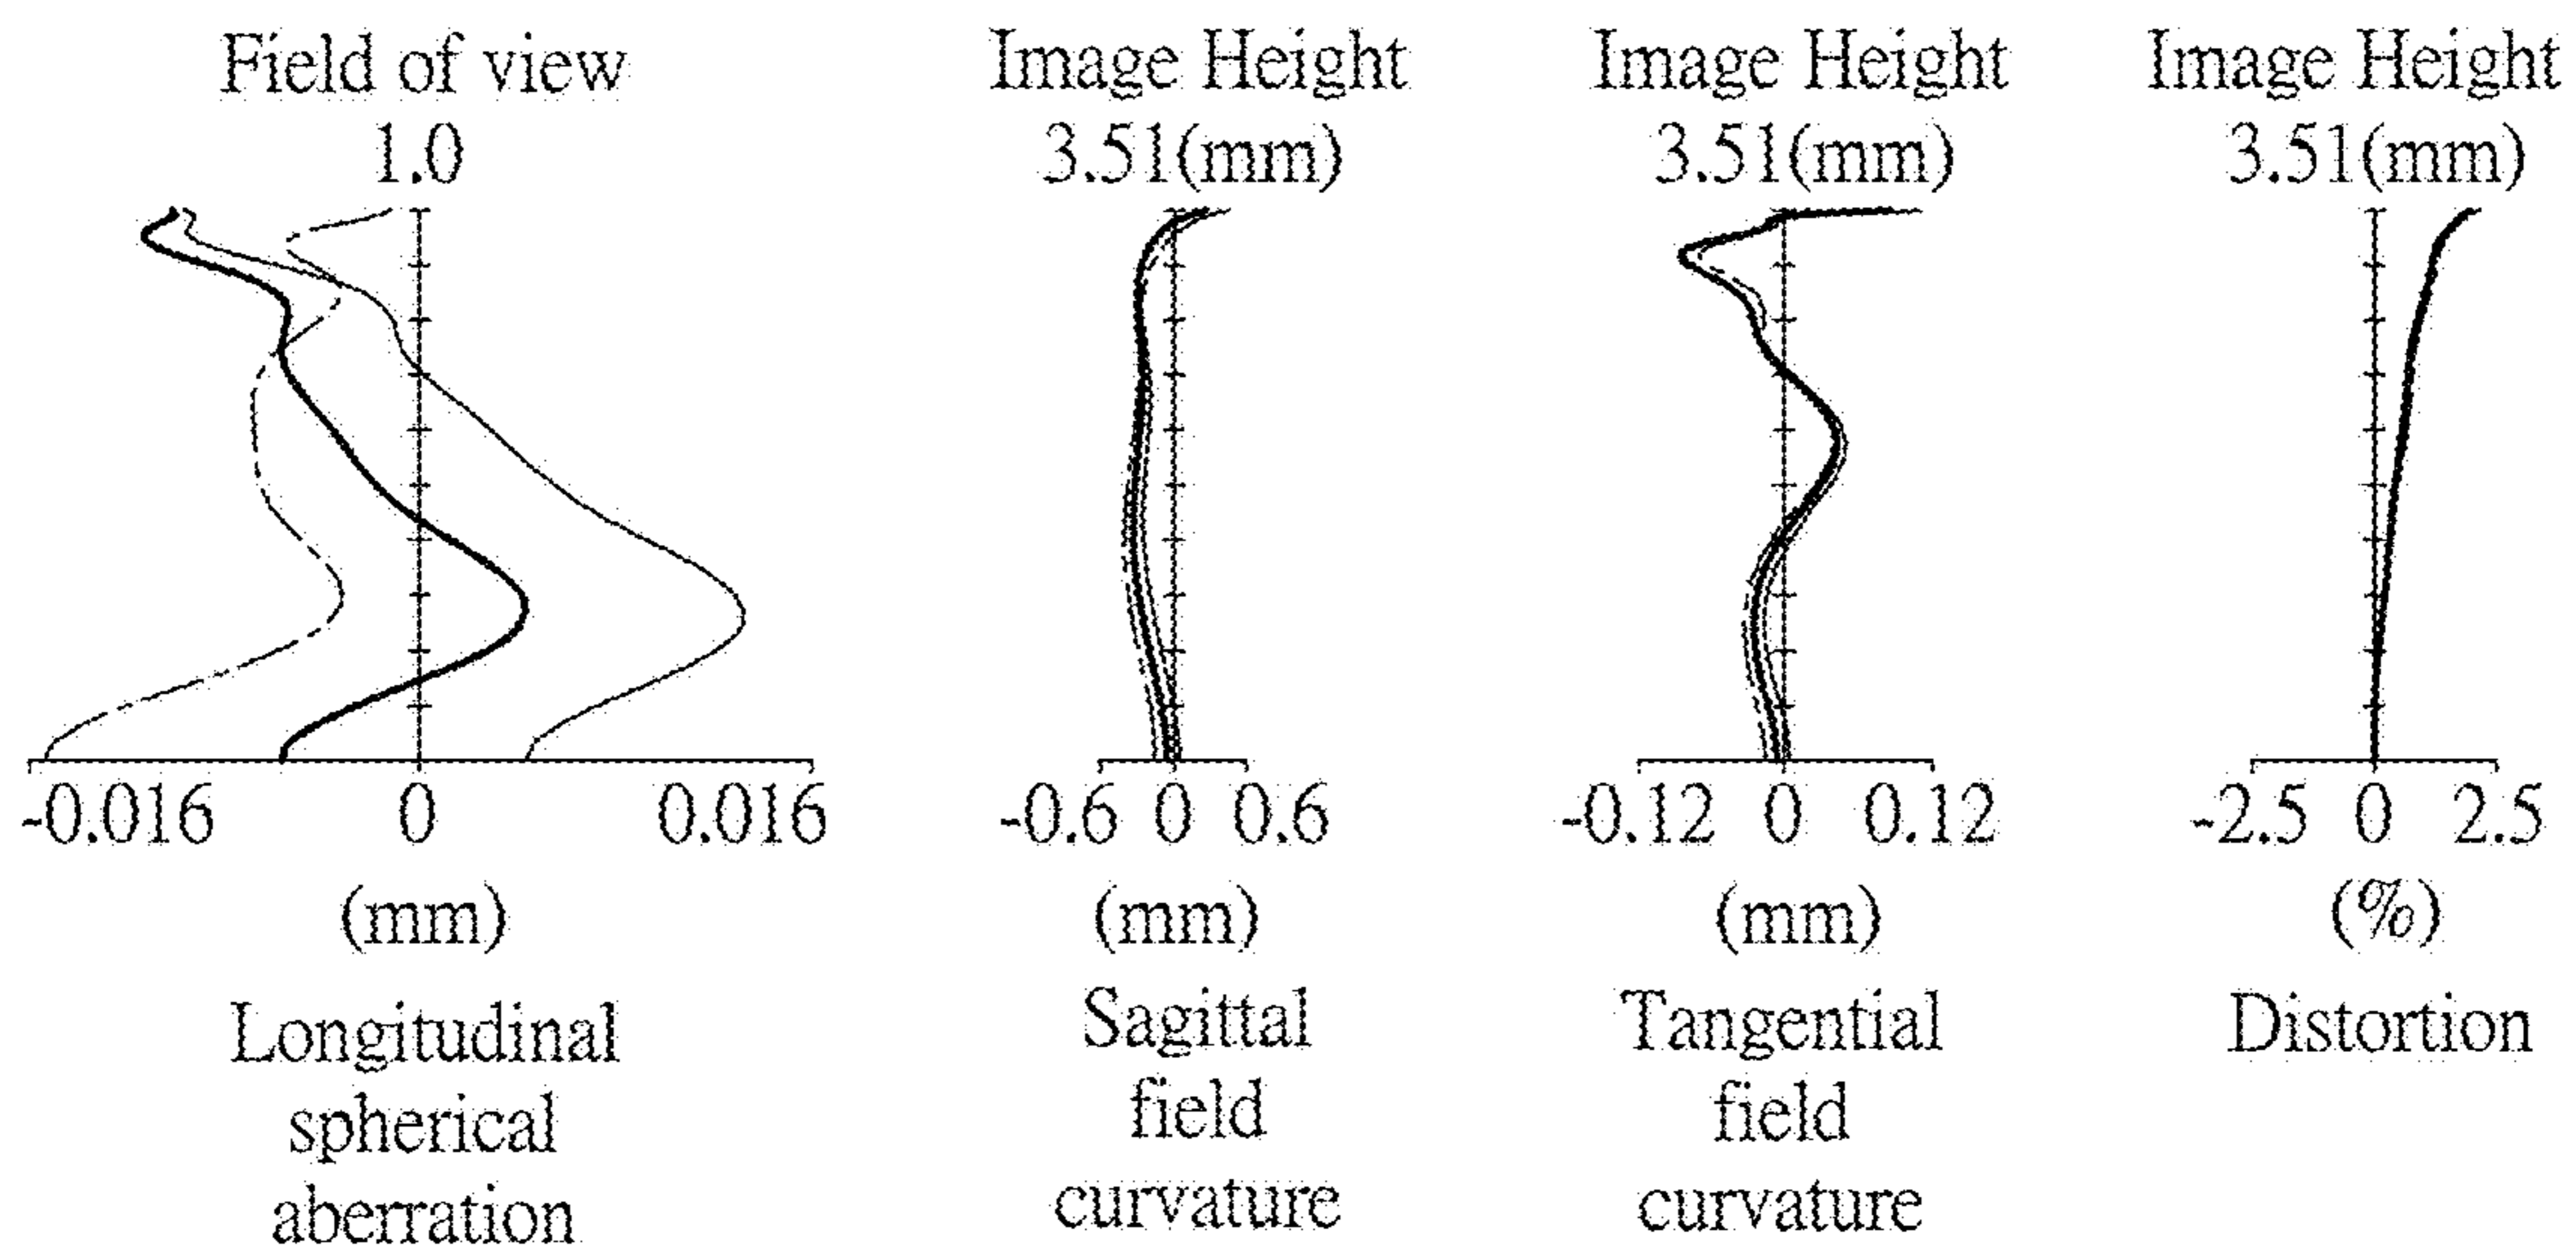 Field of view
1.0
-0.016 0 0.016
(mm)
Longitudinal
spherical
aberration
Image Height
3.51(mm)
-0.6 0 0.6
(mm)
Sagittal
field
curvature
Image Height
3.51(mm)
-0.12 0 0.12
(mm)
Tangential
field
curvature
Image Height
3.51(mm)
-2.5 0 2.5
(%)
Distortion